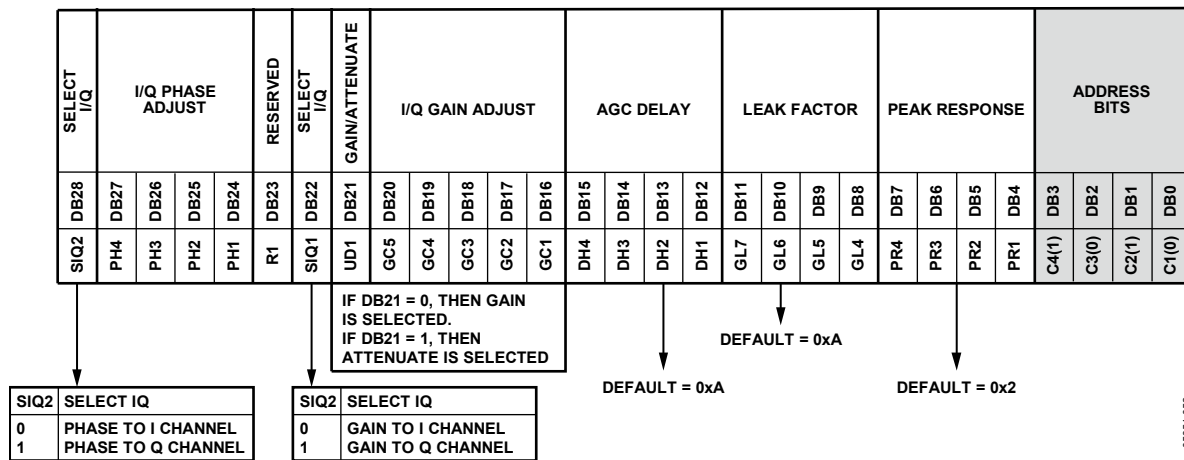 SELECT
I/Q
I/Q PHASE
ADJUST
RESERVED
SELECT
I/Q
GAIN/ATTENUATE
I/Q GAIN ADJUST
AGC DELAY
LEAK FACTOR
PEAK RESPONSE
ADDRESS
BITS
DB28 DB27 DB26 DB25 DB24 DB23 DB22 DB21 DB20 DB19 DB18 DB17 DB16 DB15 DB14 DB13 DB12 DB11 DB10 DB9 DB8 DB7 DB6 DB5 DB4 DB3 DB2 DB1 DB0
SIQ2 PH4 PH3 PH2 PH1 R1 SIQ1 UD1 GC5 GC4 GC3 GC2 GC1 DH4 DH3 DH2 DH1 GL7 GL6 GL5 GL4 PR4 PR3 PR2 PR1 C4(1) C3(0) C2(1) C1(0)
IF DB21 = 0, THEN GAIN
IS SELECTED.
IF DB21 = 1, THEN
ATTENUATE IS SELECTED
DEFAULT = 0xA
DEFAULT = 0xA
DEFAULT = 0x2
SIQ2 SELECT IQ
0 PHASE TO I CHANNEL
1 PHASE TO Q CHANNEL
SIQ2 SELECT IQ
0 GAIN TO I CHANNEL
1 GAIN TO Q CHANNEL